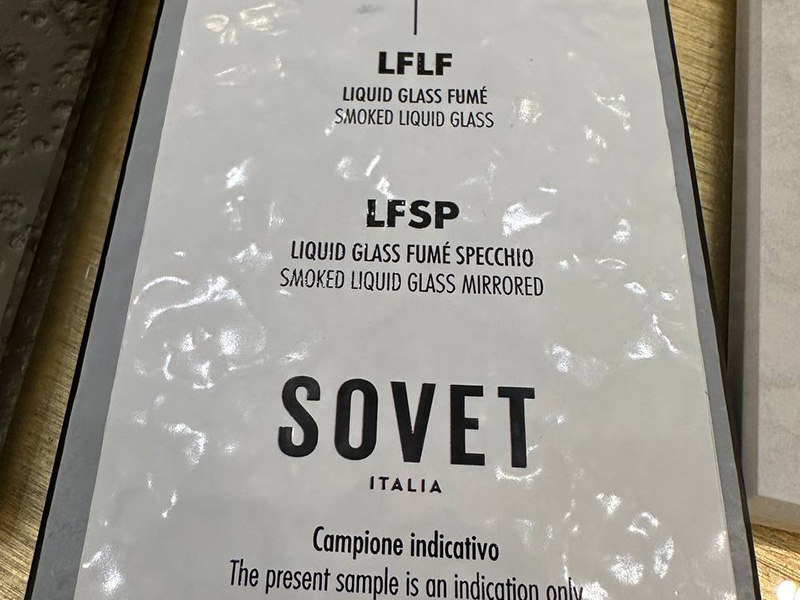 LFLF
LIQUID GLASS FUMÉ
SMOKED LIQUID GLASS
LFSP
LIQUID GLASS FUMÉ SPECCHIO
SMOKED LIQUID GLASS MIRRORED
SOVET
ITALIA
Campione indicativo
The present sample is an indication only